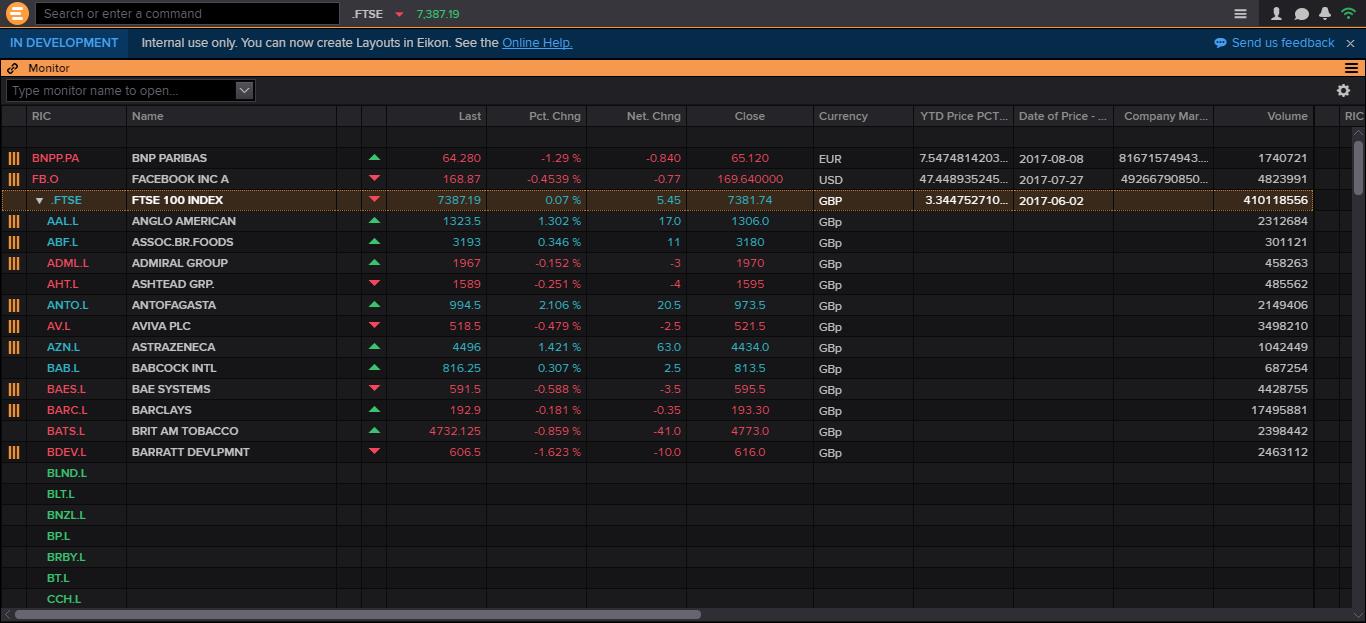 Search or enter a command .FTSE 7,387.19
IN DEVELOPMENT Internal use only. You can now create Layouts in Eikon. See the Online Help. Send us feedback
Monitor
Type monitor name to open...
RIC Name Last Pct. Chng Net. Chng Close Currency YTD Price PCT... Date of Price - ... Company Mar... Volume RIC
BNPP.PA BNP PARIBAS 64.280 -1.29 % -0.840 65.120 EUR 7.5474814203... 2017-08-08 81671574943.... 1740721
FB.O FACEBOOK INC A 168.87 -0.4539 % -0.77 169.640000 USD 47.448935245... 2017-07-27 49266790850... 4823991
.FTSE FTSE 100 INDEX 7387.19 0.07 % 5.45 7381.74 GBP 3.344752710... 2017-06-02 410118556
AAL.L ANGLO AMERICAN 1323.5 1.302 % 17.0 1306.0 GBp 2312684
ABF.L ASSOC.BR.FOODS 3193 0.346 % 11 3180 GBp 301121
ADML.L ADMIRAL GROUP 1967 -0.152 % -3 1970 GBp 458263
AHT.L ASHTEAD GRP. 1589 -0.251 % -4 1595 GBp 485562
ANTO.L ANTOFAGASTA 994.5 2.106 % 20.5 973.5 GBp 2149406
AV.L AVIVA PLC 518.5 -0.479 % -2.5 521.5 GBp 3498210
AZN.L ASTRAZENECA 4496 1.421 % 63.0 4434.0 GBp 1042449
BAB.L BABCOCK INTL 816.25 0.307 % 2.5 813.5 GBp 687254
BAES.L BAE SYSTEMS 591.5 -0.588 % -3.5 595.5 GBp 4428755
BARC.L BARCLAYS 192.9 -0.181 % -0.35 193.30 GBp 17495881
BATS.L BRIT AM TOBACCO 4732.125 -0.859 % -41.0 4773.0 GBp 2398442
BDEV.L BARRATT DEVLPMNT 606.5 -1.623 % -10.0 616.0 GBp 2463112
BLND.L
BLT.L
BNZL.L
BP.L
BRBY.L
BT.L
CCH.L